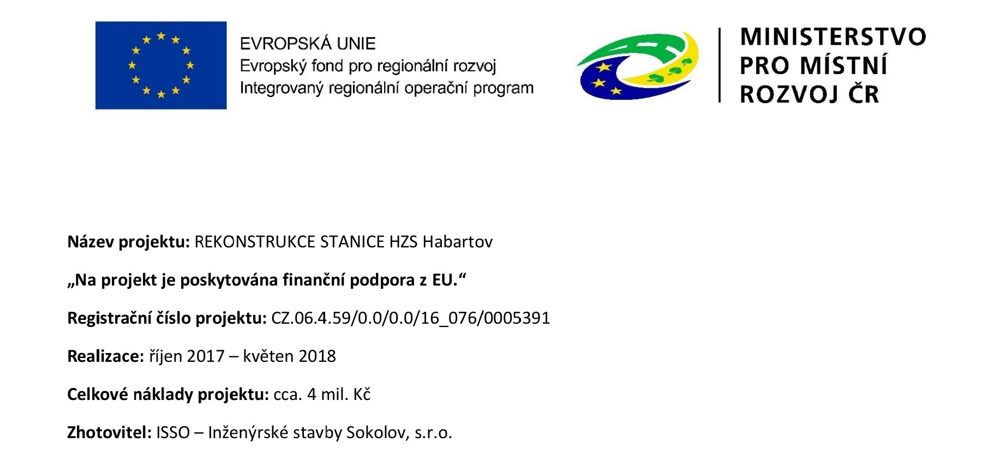 EVROPSKÁ UNIE
Evropský fond pro regionální rozvoj
Integrovaný regionální operační program
MINISTERSTVO
PRO MÍSTNÍ
ROZVOJ ČR
Název projektu: REKONSTRUKCE STANICE HZS Habartov
„Na projekt je poskytována finanční podpora z EU.“
Registrační číslo projektu: CZ.06.4.59/0.0/0.0/16_076/0005391
Realizace: říjen 2017 – květen 2018
Celkové náklady projektu: cca. 4 mil. Kč
Zhotovitel: ISSO – Inženýrské stavby Sokolov, s.r.o.